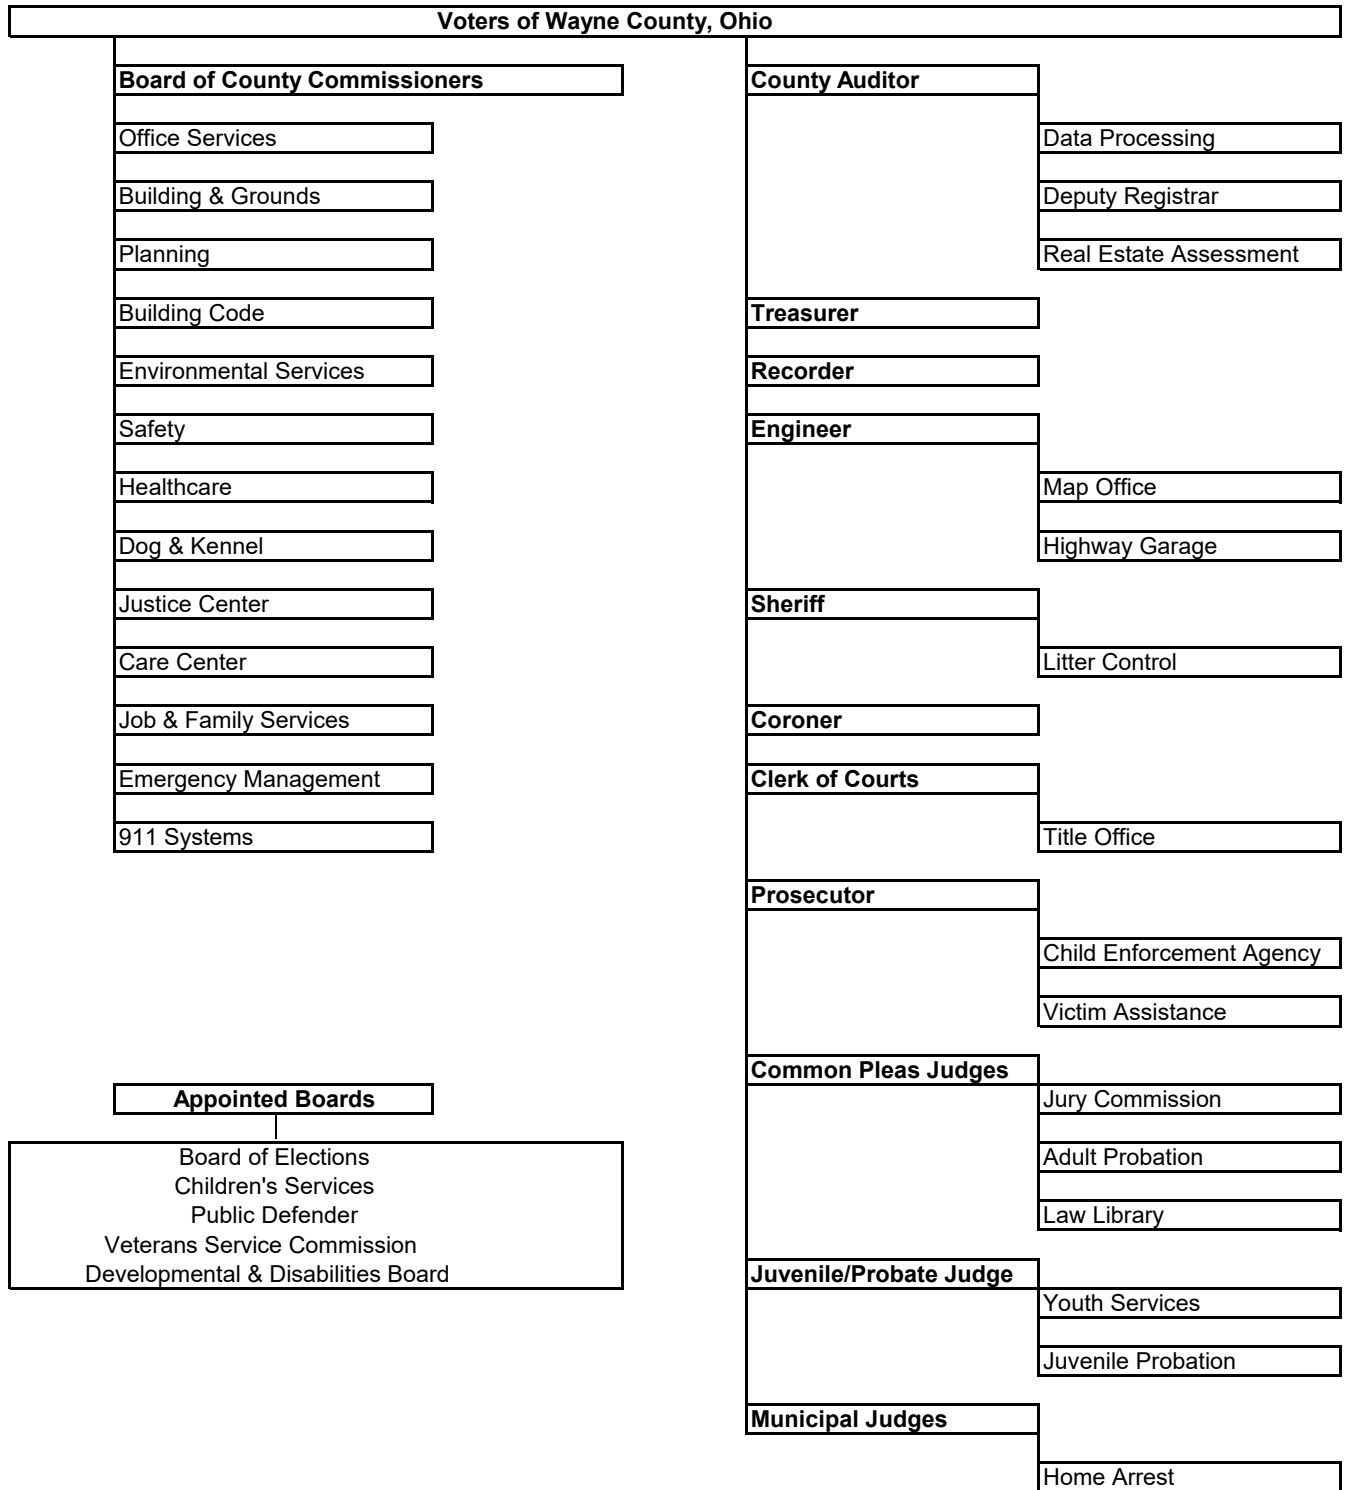 Voters of Wayne County, Ohio
Board of County Commissioners
Office Services
Building & Grounds
Planning
Building Code
Environmental Services
Safety
Healthcare
Dog & Kennel
Justice Center
Care Center
Job & Family Services
Emergency Management
911 Systems
Appointed Boards
Board of Elections
Children's Services
Public Defender
Veterans Service Commission
Developmental & Disabilities Board
County Auditor
Data Processing
Deputy Registrar
Real Estate Assessment
Treasurer
Recorder
Engineer
Map Office
Highway Garage
Sheriff
Litter Control
Coroner
Clerk of Courts
Title Office
Prosecutor
Child Enforcement Agency
Victim Assistance
Common Pleas Judges
Jury Commission
Adult Probation
Law Library
Juvenile/Probate Judge
Youth Services
Juvenile Probation
Municipal Judges
Home Arrest